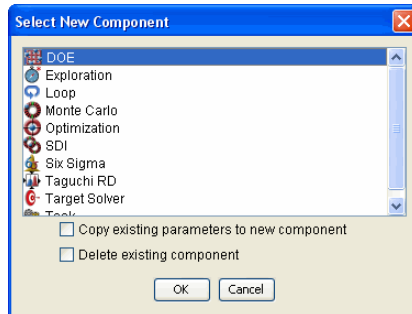 Select New Component
DOE
Exploration
Loop
Monte Carlo
Optimization
SDI
Six Sigma
Taguchi RD
Target Solver
Task
Copy existing parameters to new component
Delete existing component
OK Cancel